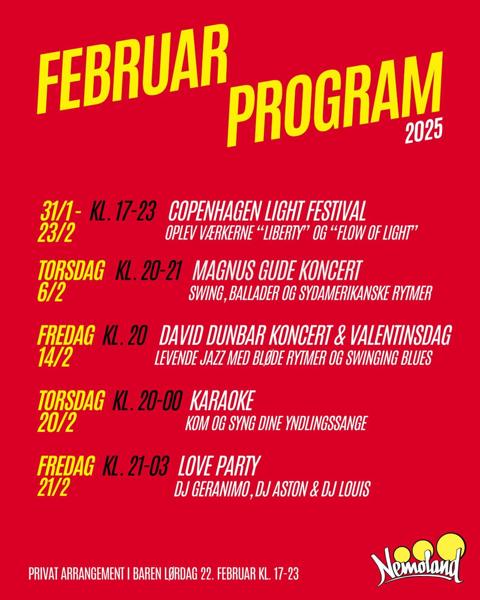 FEBRUAR
PROGRAM
2025
31/1- KL. 17-23 COPENHAGEN LIGHT FESTIVAL
23/2 OPLEV VÆRKERNE “LIBERTY” OG “FLOW OF LIGHT”
TORSDAG KL. 20-21 MAGNUS GUDE KONCERT
6/2 SWING, BALLADER OG SYDAMERIKANSKE RYTMER
FREDAG KL. 20 DAVID DUNBAR KONCERT & VALENTINSDAG
14/2 LEVENDE JAZZ MED BLØDE RYTMER OG SWINGING BLUES
TORSDAG KL. 20-00 KARAOKE
20/2 KOM OG SYNG DINE YNDLINGSSANGE
FREDAG KL. 21-03 LOVE PARTY
21/2 DJ GERANIMO, DJ ASTON & DJ LOUIS
PRIVAT ARRANGEMENT I BAREN LØRDAG 22. FEBRUAR KL. 17-23
Nemoland